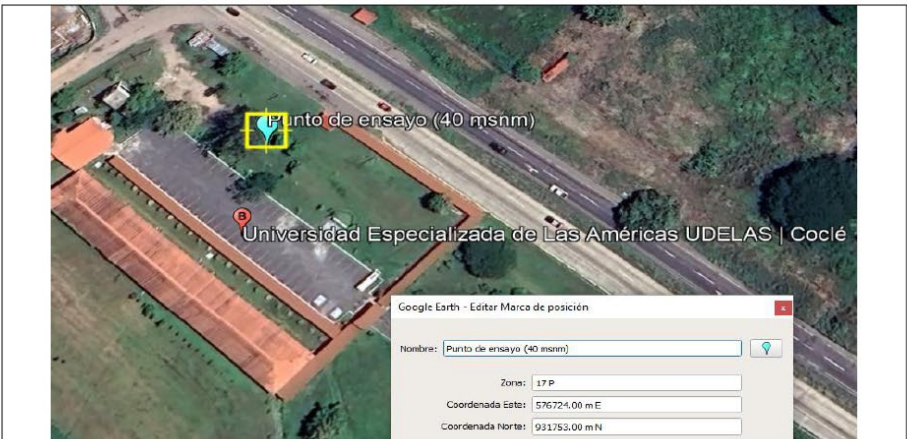 Punto de ensayo (40 msnm)
B
Universidad Especializada de Las Américas UDELAS | Coclé
Google Earth - Editar Marca de posición
x
Nombre: Punto de ensayo (40 msnm)
Zona: 17 P
Coordenada Este: 576724.00 m E
Coordenada Norte: 931753.00 m N